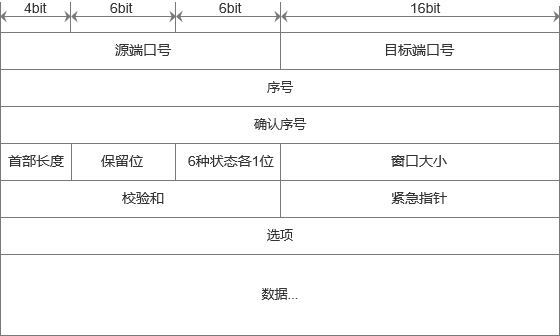 4bit 6bit 6bit 16bit
源端口号 目标端口号
序号
确认序号
首部长度 保留位 6种状态各1位 窗口大小
校验和 紧急指针
选项
数据...